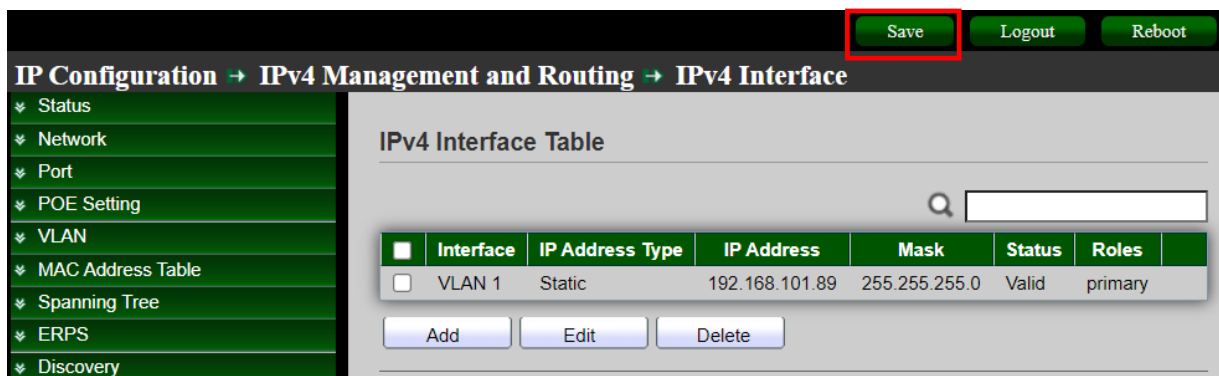 Save Logout Reboot
IP Configuration → IPv4 Management and Routing → IPv4 Interface
Status
Network
Port
POE Setting
VLAN
MAC Address Table
Spanning Tree
ERPS
Discovery
IPv4 Interface Table
Interface IP Address Type IP Address Mask Status Roles
VLAN 1 Static 192.168.101.89 255.255.255.0 Valid primary
Add Edit Delete